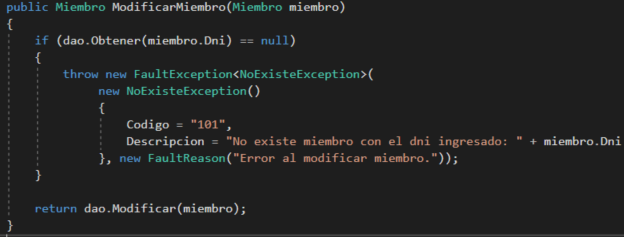 public Miembro ModificarMiembro(Miembro miembro)
{
if (dao.Obtener(miembro.Dni) == null)
{
throw new FaultException<NoExisteException>(
new NoExisteException()
{
Codigo = "101",
Descripcion = "No existe miembro con el dni ingresado: " + miembro.Dni
}, new FaultReason("Error al modificar miembro."));
}
return dao.Modificar(miembro);
}